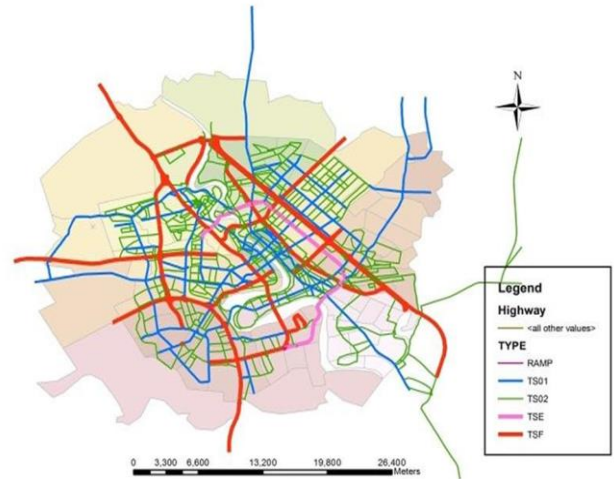 N
Legend
Highway
<all other values>
TYPE
RAMP
TS01
TS02
TSE
TSF
0 3,300 6,600 13,200 19,800 26,400
Meters